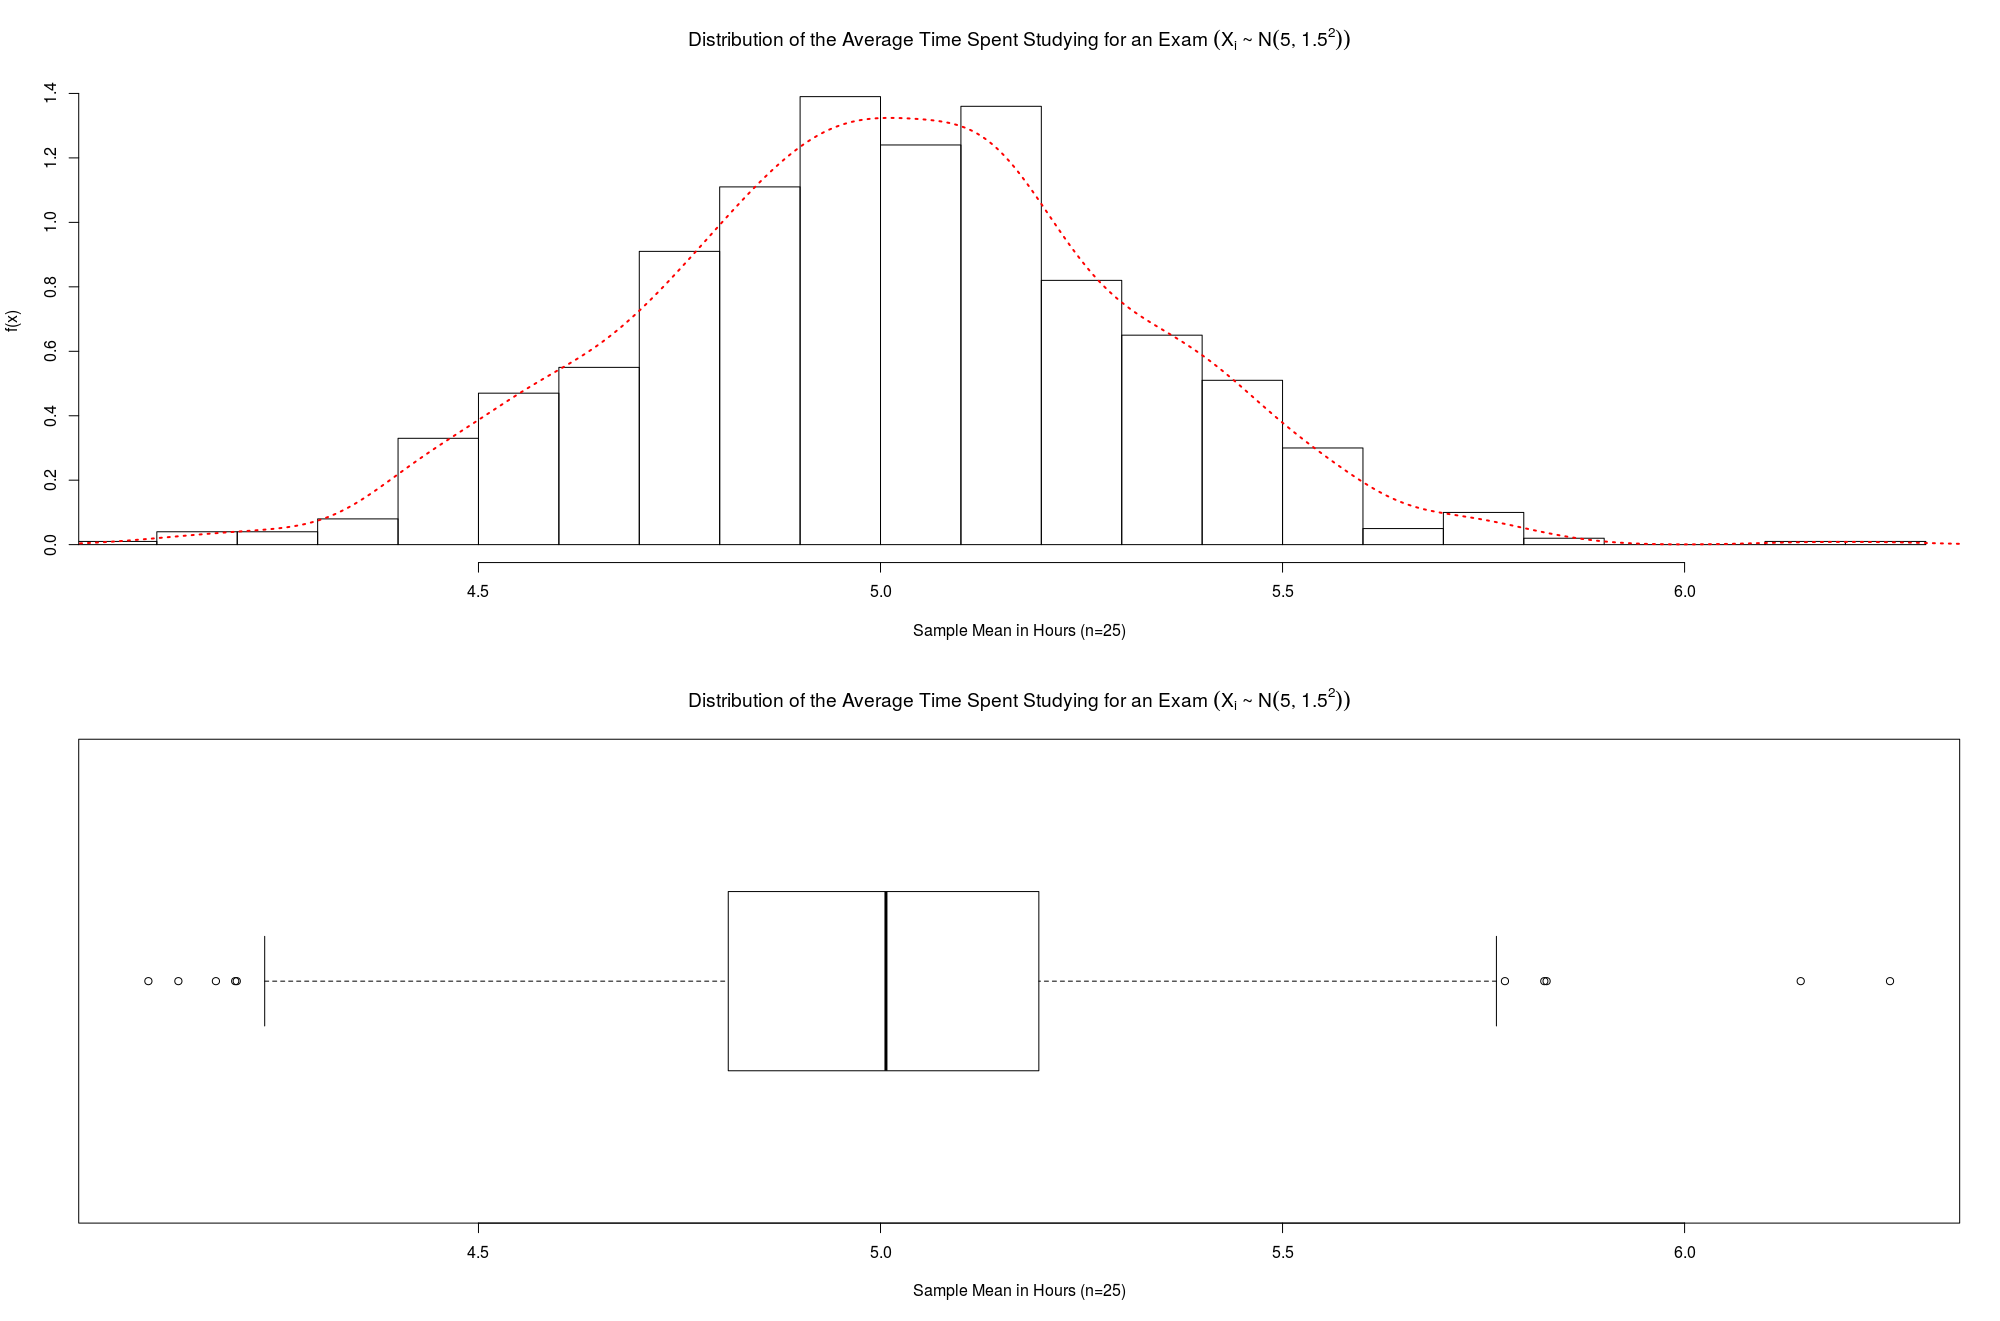 Distribution of the Average Time Spent Studying for an Exam (Xᵢ ~ N(5, 1.5²))
1.4
1.2
1.0
0.8
0.6
0.4
0.2
0.0
f(x)
4.5 5.0 5.5 6.0
Sample Mean in Hours (n=25)
Distribution of the Average Time Spent Studying for an Exam (Xᵢ ~ N(5, 1.5²))
4.5 5.0 5.5 6.0
Sample Mean in Hours (n=25)